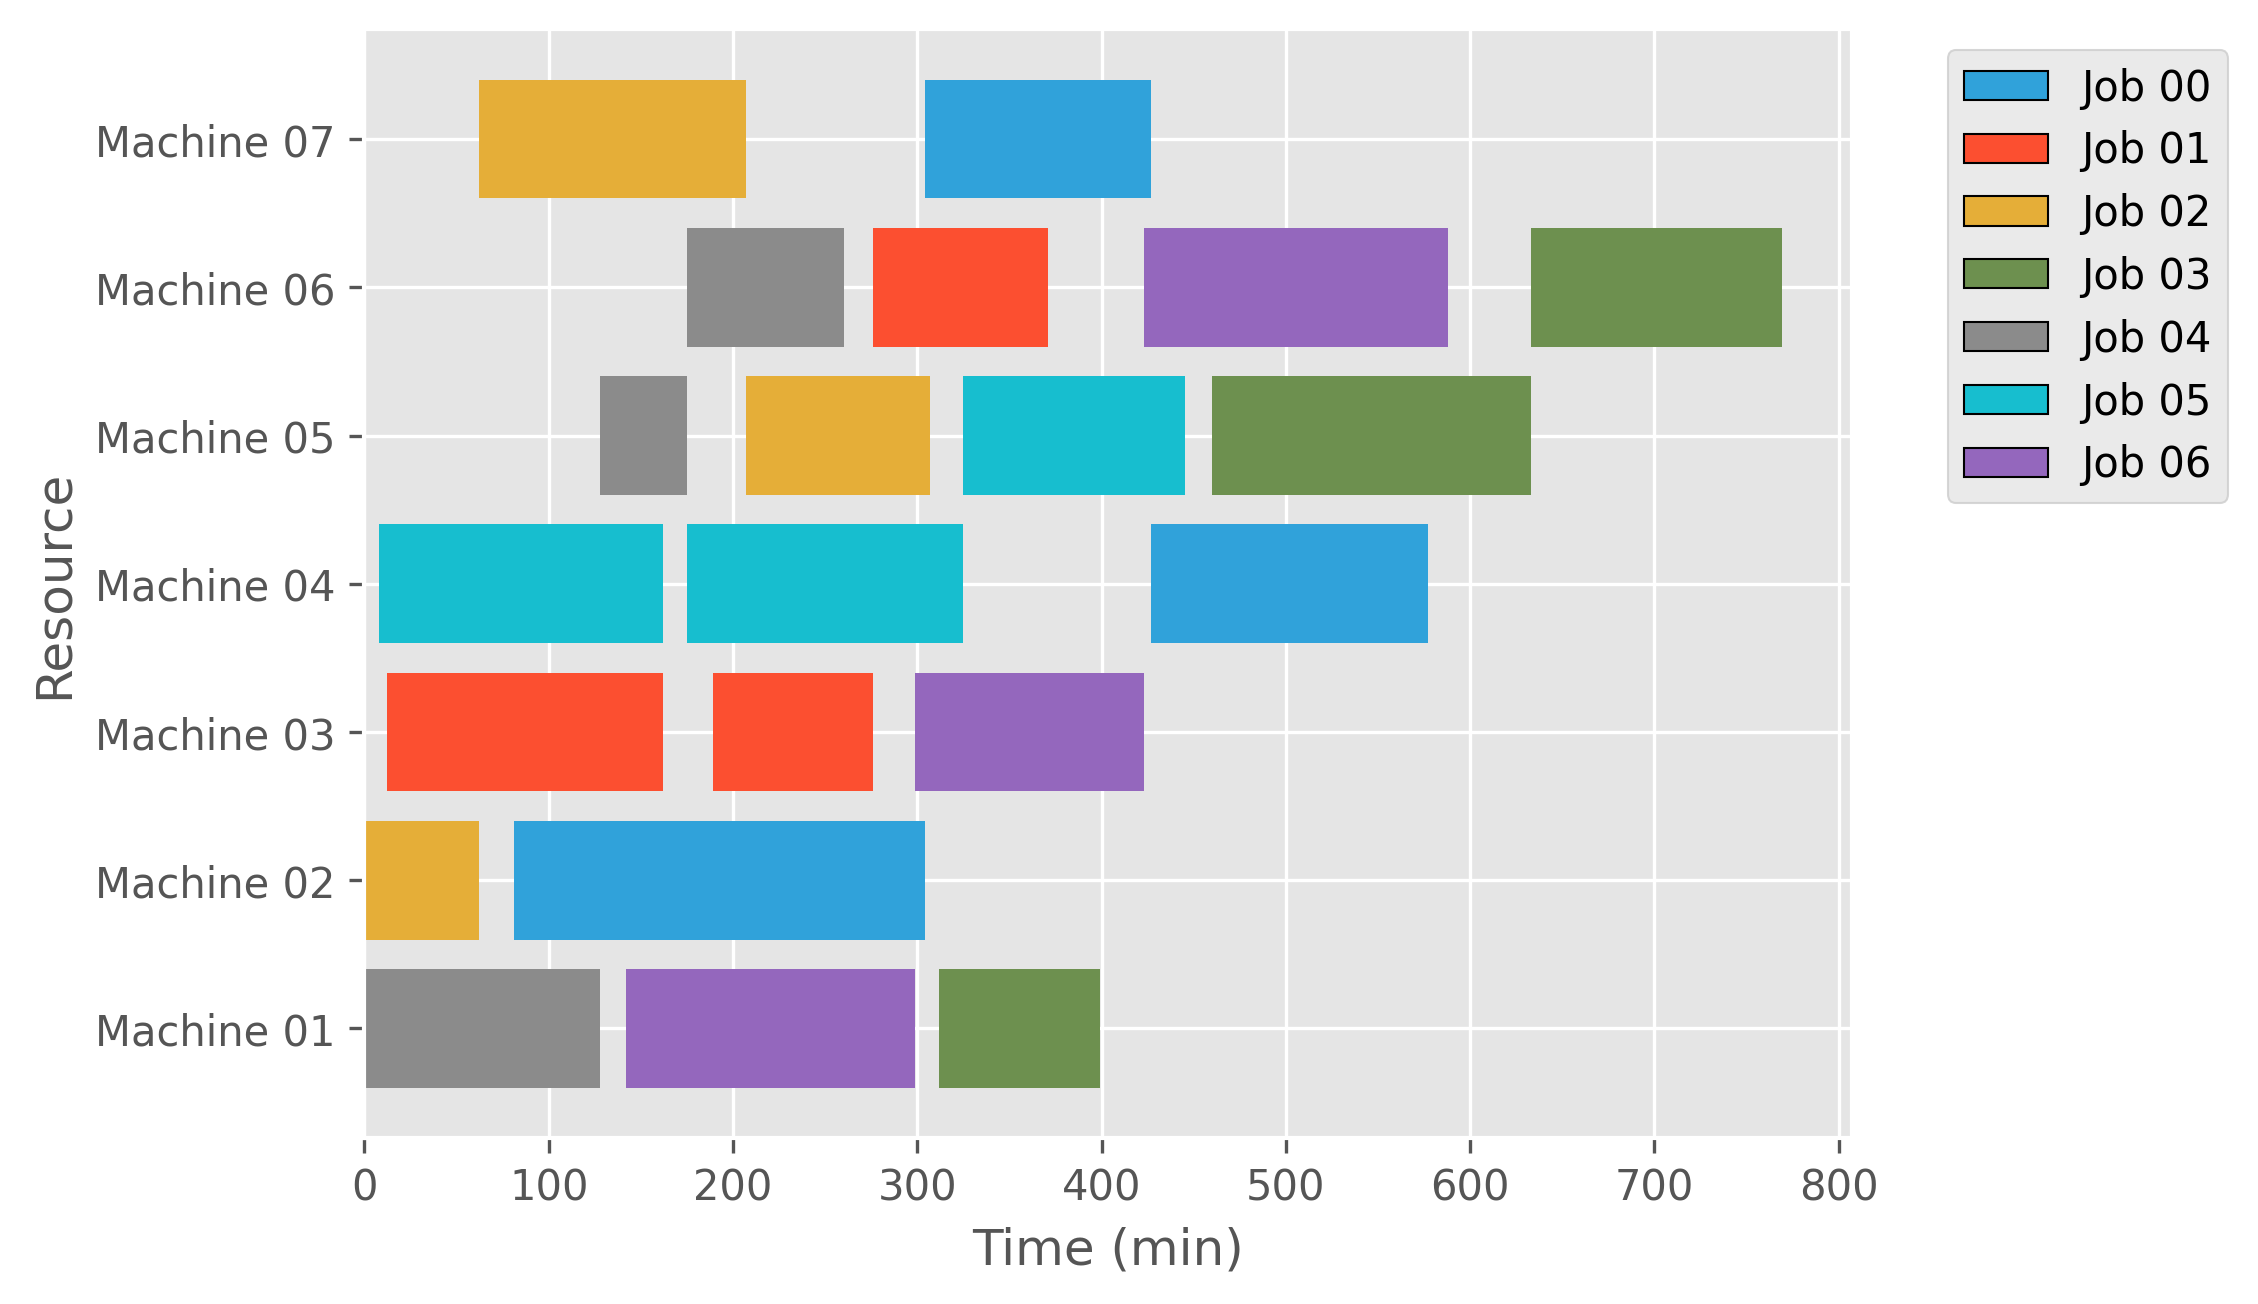 Machine 07
Machine 06
Machine 05
Machine 04
Machine 03
Machine 02
Machine 01
Resource
0 100 200 300 400 500 600 700 800
Time (min)
Job 00
Job 01
Job 02
Job 03
Job 04
Job 05
Job 06